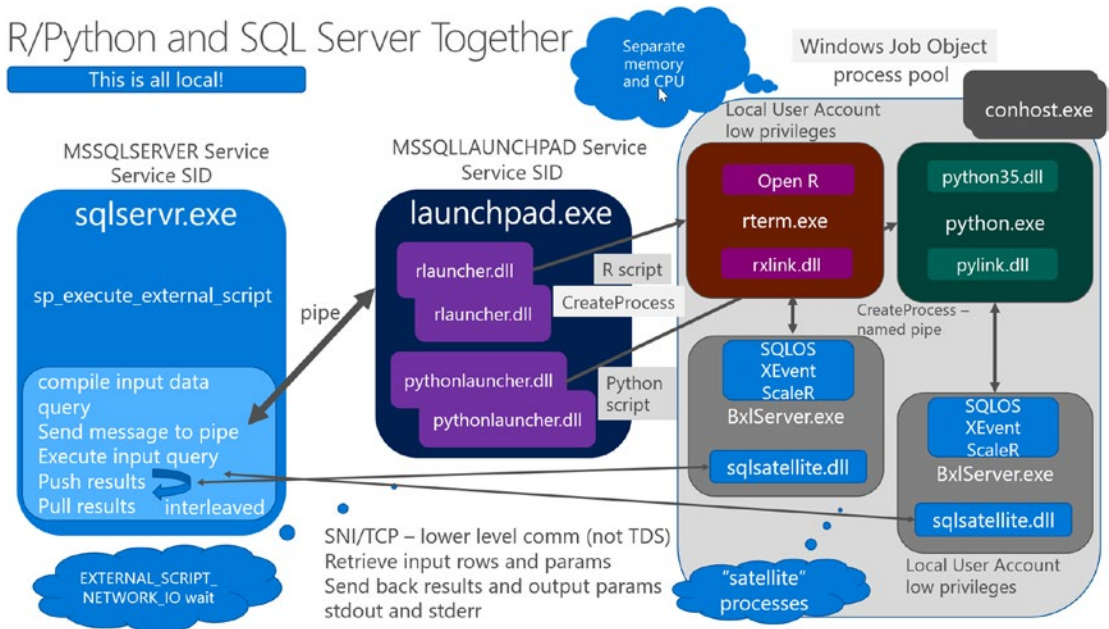 R/Python and SQL Server Together
This is all local!
Separate
memory
and CPU
Windows Job Object
process pool
conhost.exe
Local User Account
low privileges
MSSQLSERVER Service
Service SID
sqlservr.exe
sp_execute_external_script
compile input data
query
Send message to pipe
Execute input query
Push results
Pull results
interleaved
pipe
MSSQLLAUNCHPAD Service
Service SID
launchpad.exe
rlauncher.dll
rlauncher.dll
pythonlauncher.dll
pythonlauncher.dll
R script
CreateProcess
Python
script
Open R
rterm.exe
rxlink.dll
python35.dll
python.exe
pylink.dll
CreateProcess –
named pipe
SQLOS
XEvent
ScaleR
BxlServer.exe
sqlsatellite.dll
SQLOS
XEvent
ScaleR
BxlServer.exe
sqlsatellite.dll
Local User Account
low privileges
EXTERNAL_SCRIPT_
NETWORK_IO wait
SNI/TCP – lower level comm (not TDS)
Retrieve input rows and params
Send back results and output params
stdout and stderr
"satellite"
processes